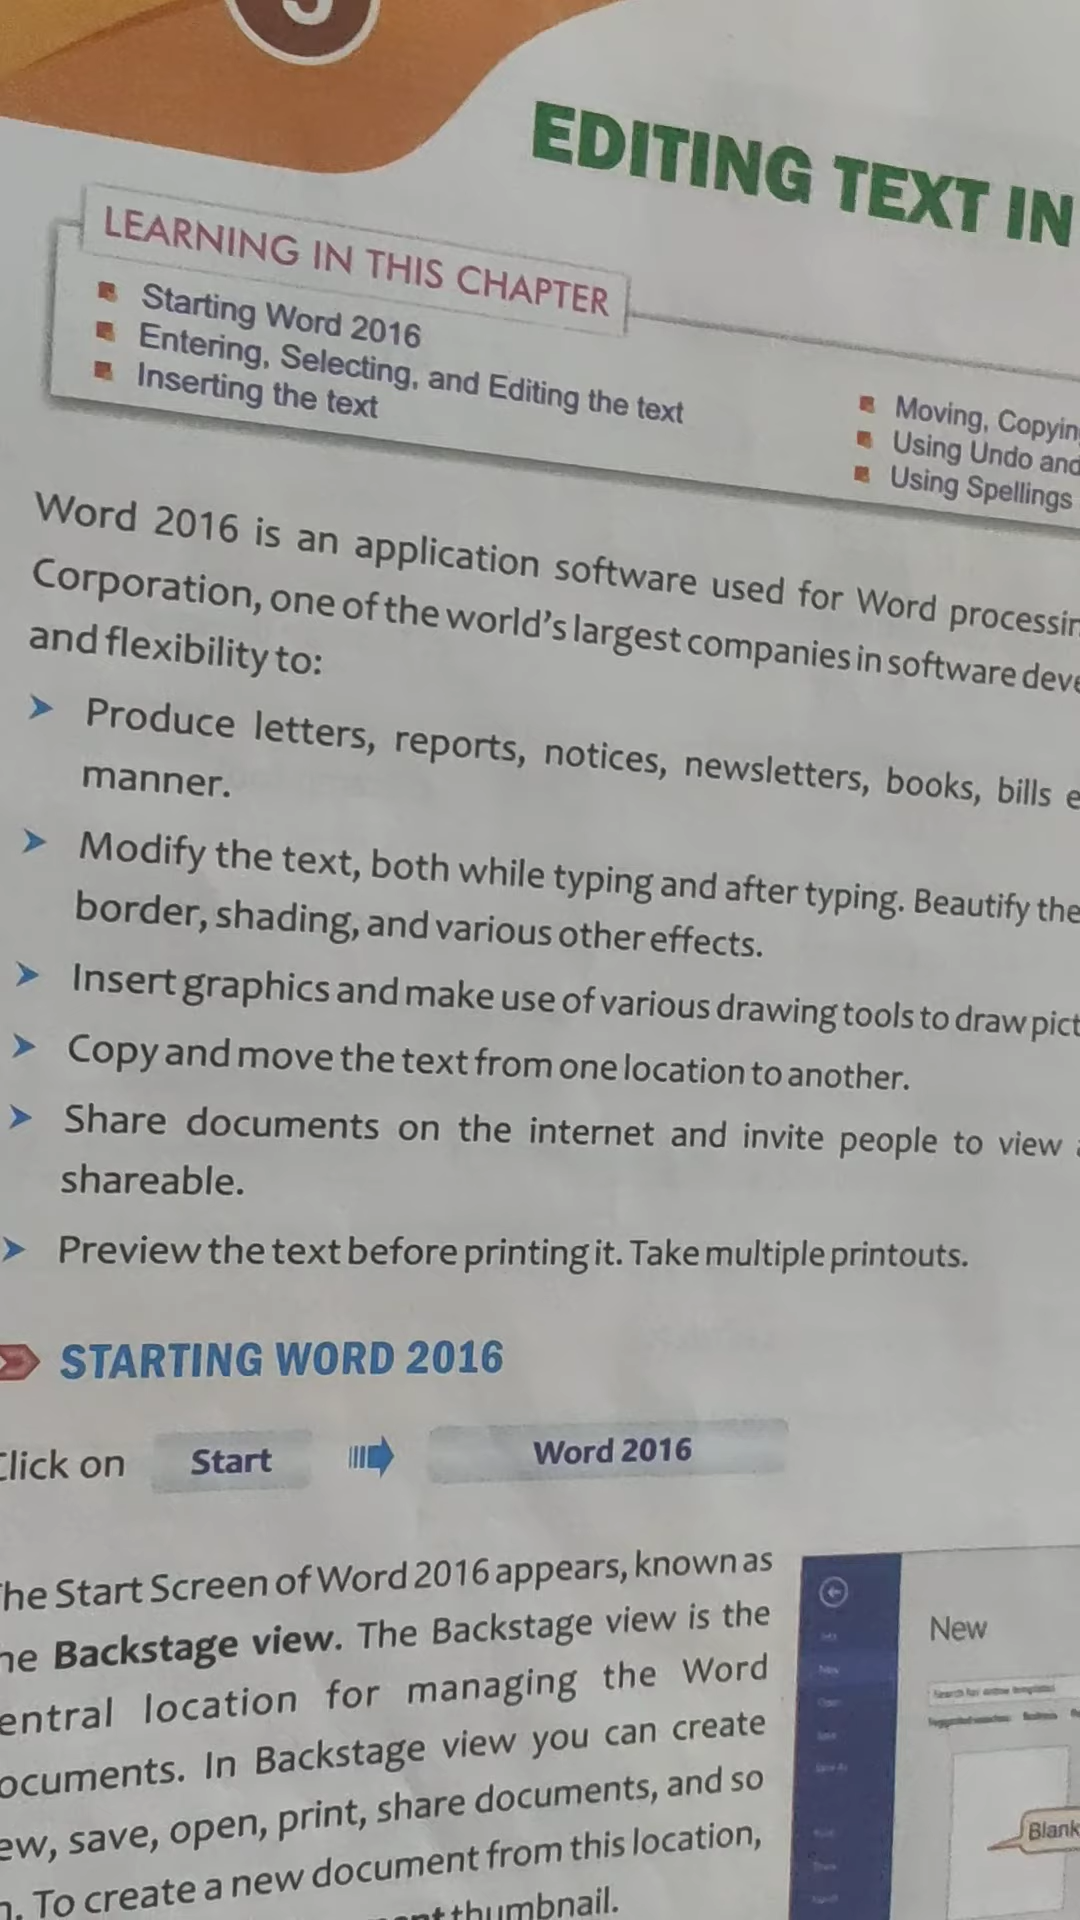 EDITING TEXT IN
LEARNING IN THIS CHAPTER
Starting Word 2016
Entering, Selecting, and Editing the text
Inserting the text
Moving, Copyin
Using Undo and
Using Spellings
Word 2016 is an application software used for Word processin
Corporation, one of the world's largest companies in software deve
and flexibility to:
Produce letters, reports, notices, newsletters, books, bills e
manner.
Modify the text, both while typing and after typing. Beautify the
border, shading, and various other effects.
Insert graphics and make use of various drawing tools to draw pict
Copy and move the text from one location to another.
Share documents on the internet and invite people to view
shareable.
Preview the text before printing it. Take multiple printouts.
STARTING WORD 2016
Click on Start Word 2016
he Start Screen of Word 2016 appears, known as
he Backstage view. The Backstage view is the
entral location for managing the Word
ocuments. In Backstage view you can create
ew, save, open, print, share documents, and so
n. To create a new document from this location,
nt thumbnail.
New
Search for online templates
Blank